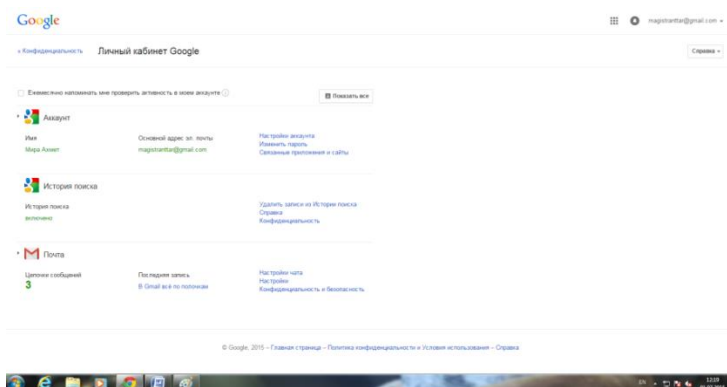 Google
magistranttar@gmail.com
‹ Конфиденциальность Личный кабинет Google
Справка
Ежемесячно напоминать мне проверить активность в моем аккаунте
Показать все
Аккаунт
Имя
Основной адрес эл. почты
Настройки аккаунта
Мира Ахмет
magistranttar@gmail.com
Изменить пароль
Связанные приложения и сайты
История поиска
История поиска
Удалить записи из Истории поиска
включено
Справка
Конфиденциальность
Почта
Цепочки сообщений
Последняя запись
Настройки чата
3
В Gmail всё по полочкам
Настройки
Конфиденциальность и безопасность
© Google, 2015 – Главная страница – Политика конфиденциальности и Условия использования – Справка
EN
12:19